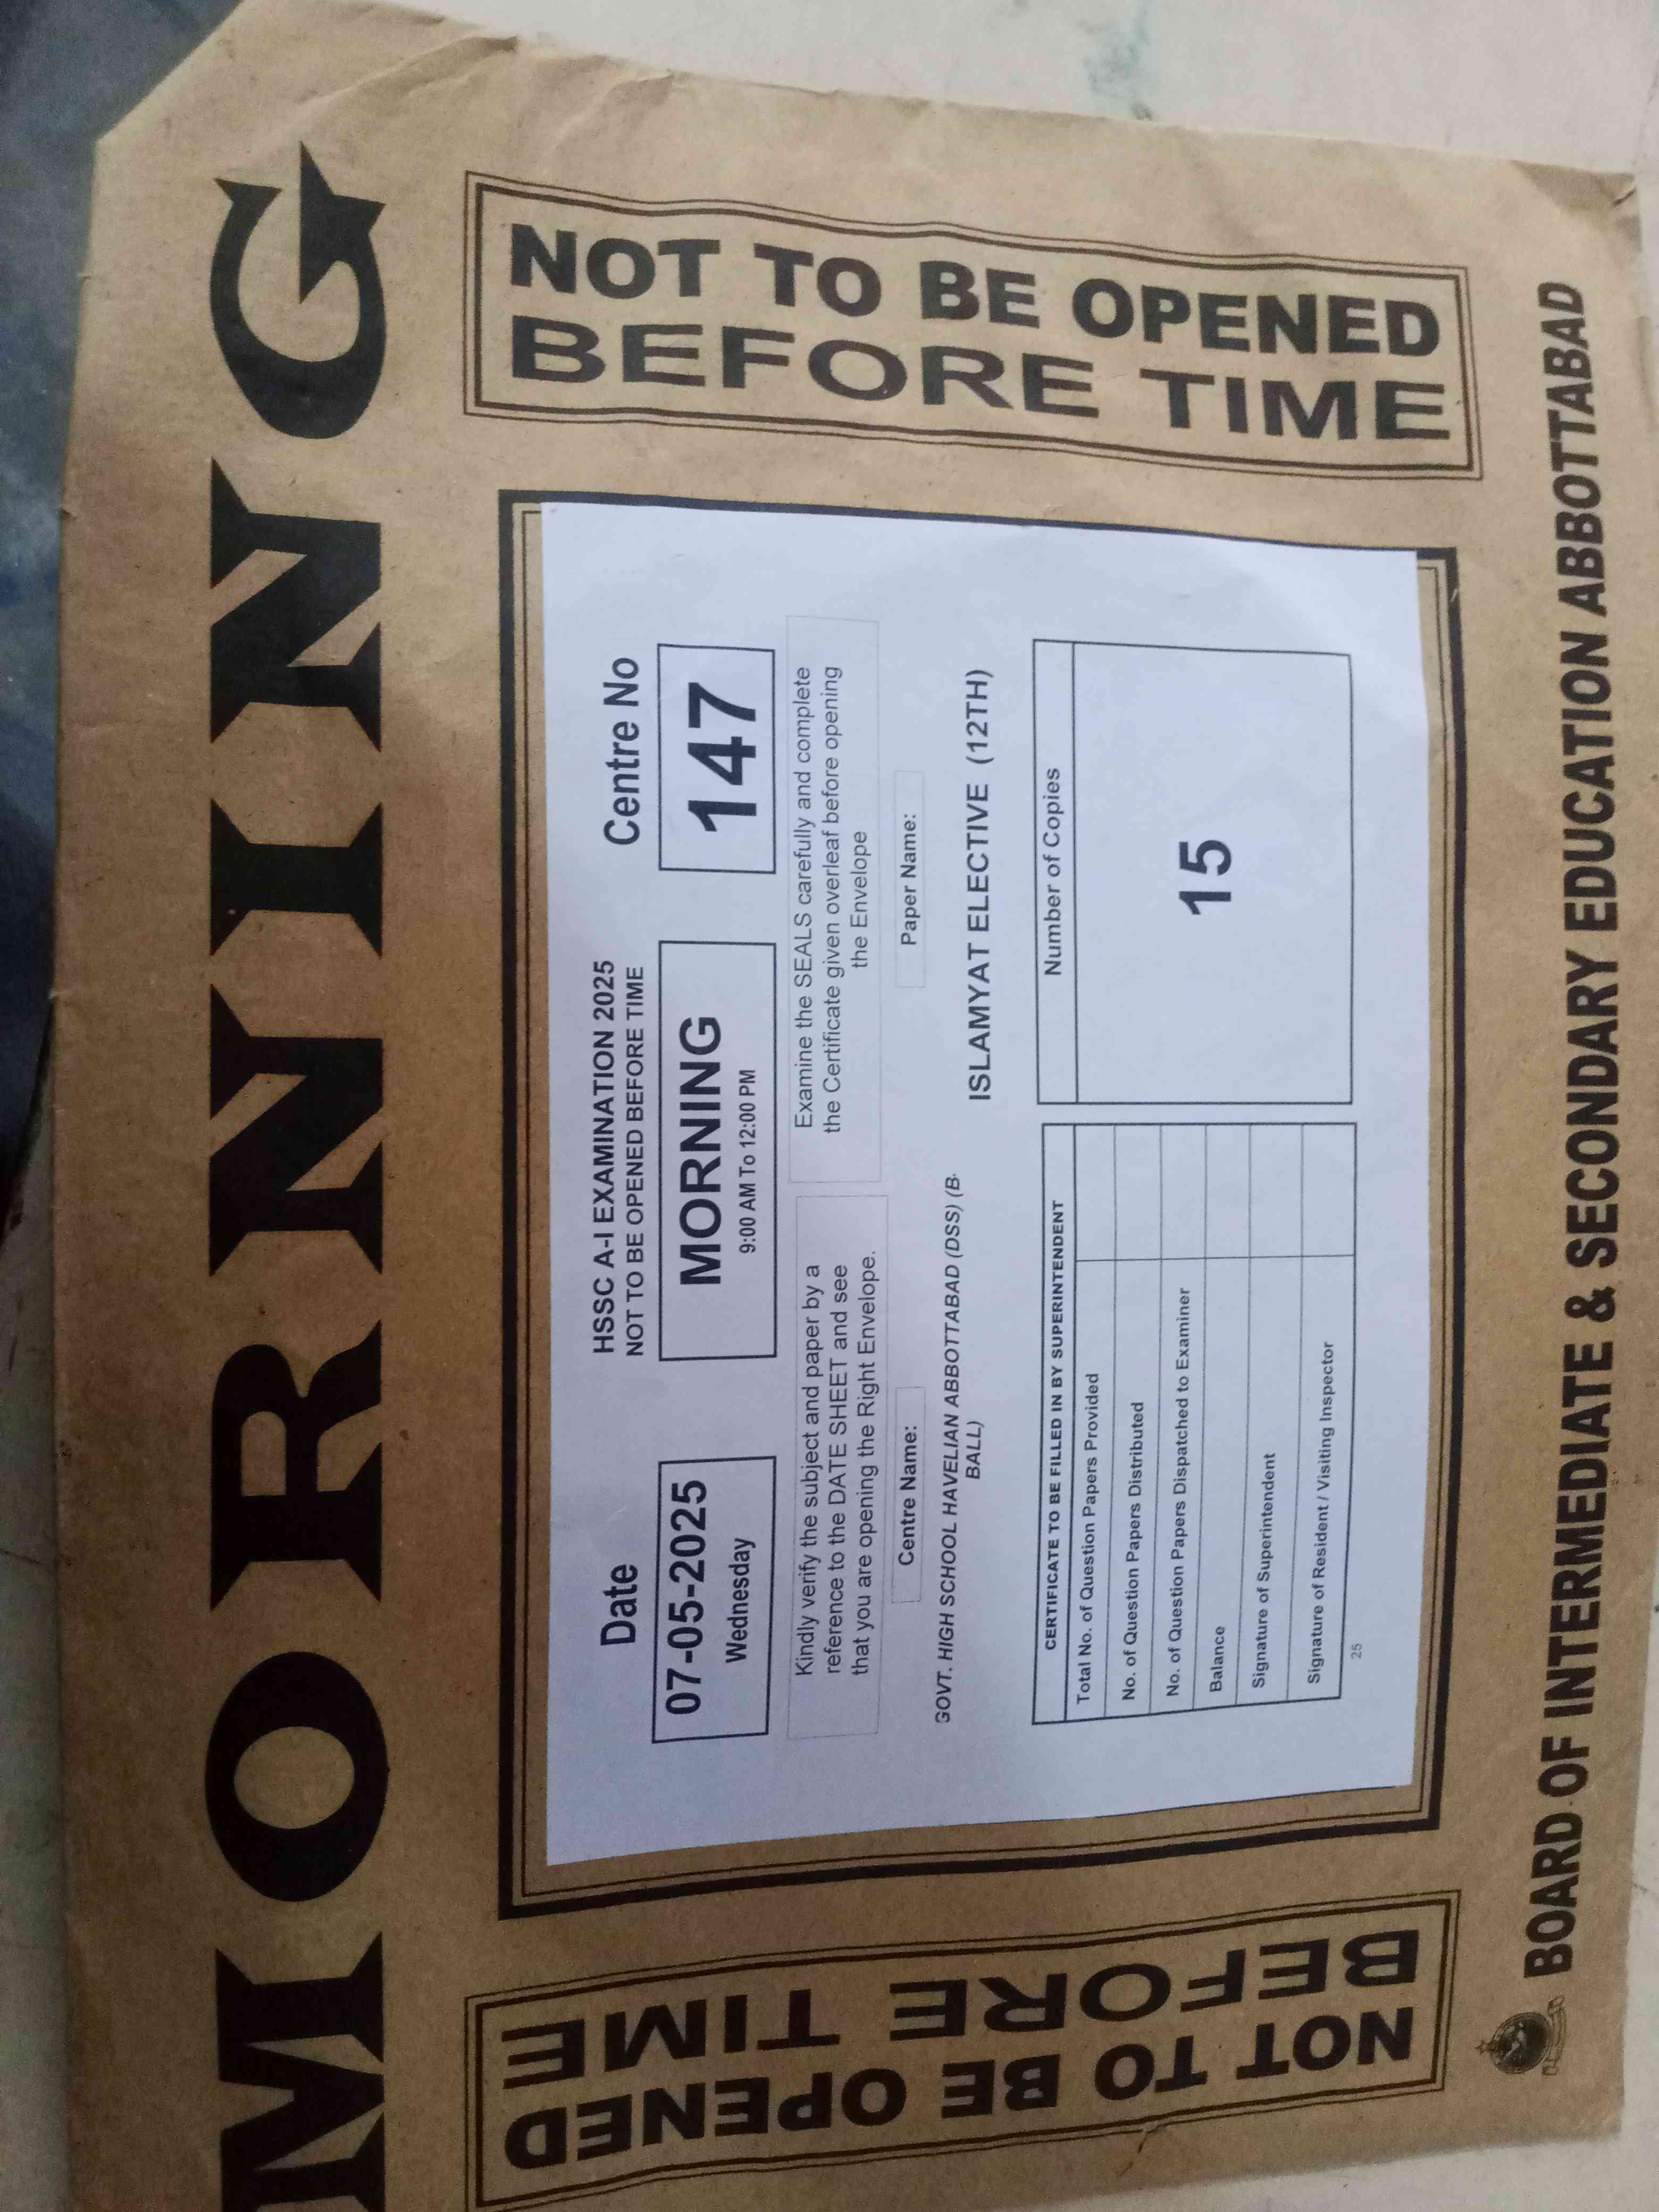 MORNING
NOT TO BE OPENED
BEFORE TIME
HSSC A-I EXAMINATION 2025
NOT TO BE OPENED BEFORE TIME
Date
07-05-2025
Wednesday
MORNING
9:00 AM To 12:00 PM
Centre No
147
Kindly verify the subject and paper by a
reference to the DATE SHEET and see
that you are opening the Right Envelope.
Examine the SEALS carefully and complete
the Certificate given overleaf before opening
the Envelope
Centre Name:
GOVT. HIGH SCHOOL HAVELIAN ABBOTTABAD (DSS) (B-
BALL)
Paper Name:
ISLAMYAT ELECTIVE (12TH)
CERTIFICATE TO BE FILLED IN BY SUPERINTENDENT
Total No. of Question Papers Provided
No. of Question Papers Distributed
No. of Question Papers Dispatched to Examiner
Balance
Signature of Superintendent
Signature of Resident / Visiting Inspector
25
Number of Copies
15
NOT TO BE OPENED
BEFORE TIME
BOARD OF INTERMEDIATE & SECONDARY EDUCATION ABBOTTABAD